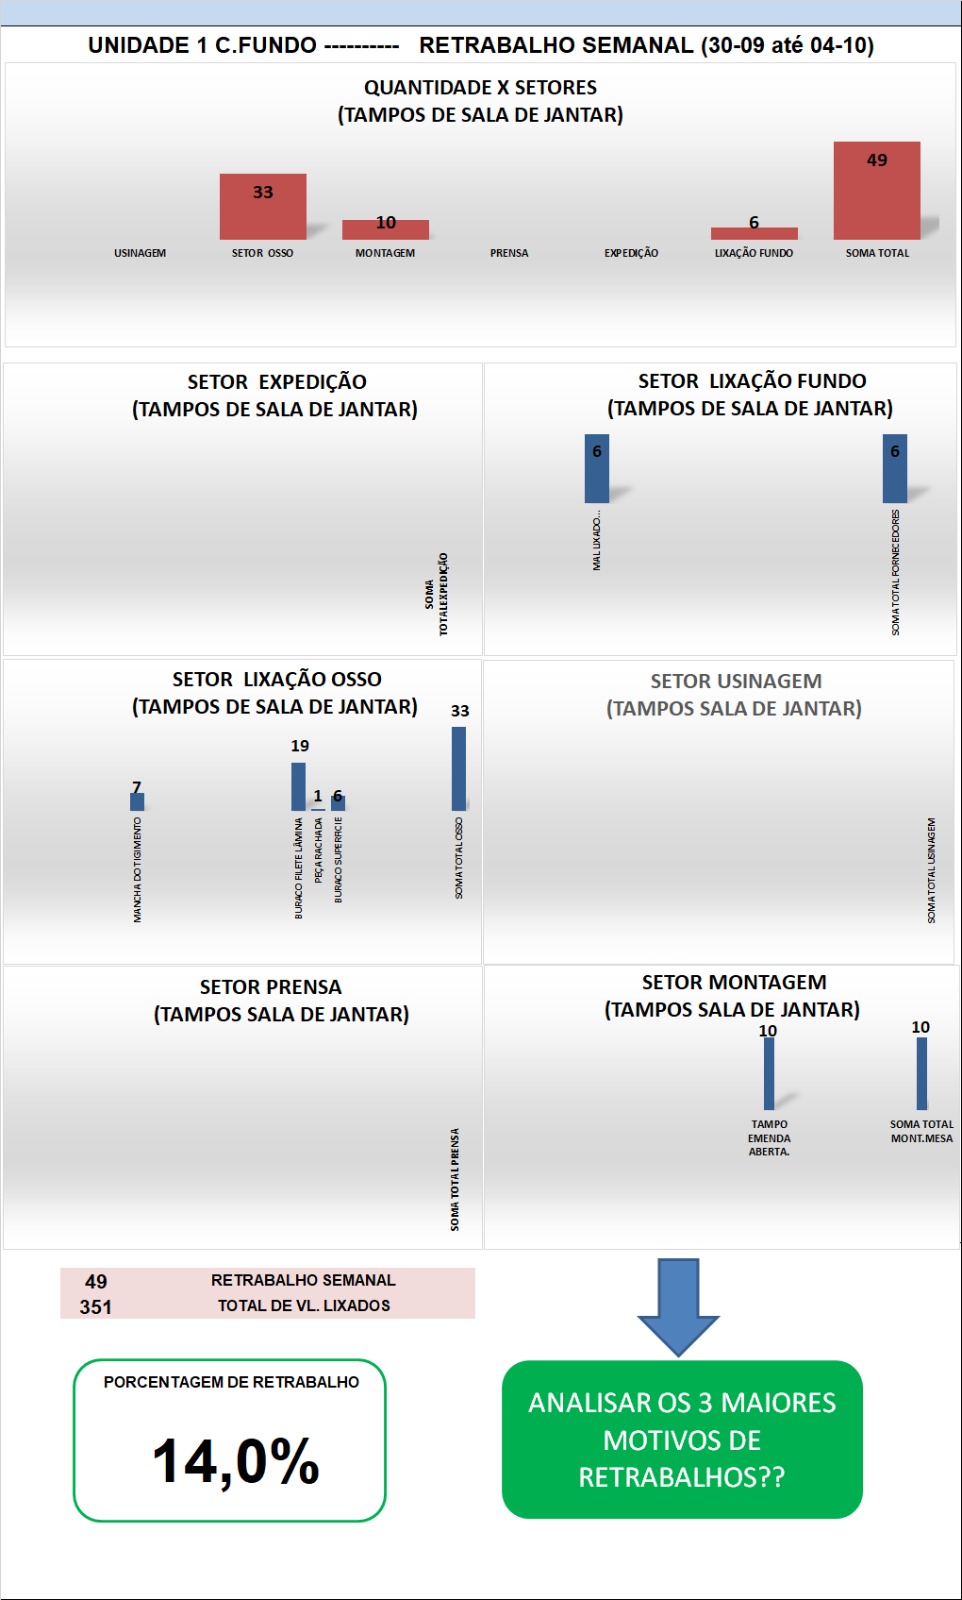 UNIDADE 1 C.FUNDO ---------- RETRABALHO SEMANAL (30-09 até 04-10)
QUANTIDADE X SETORES
(TAMPOS DE SALA DE JANTAR)
33
10
6
49
USINAGEM
SETOR OSSO
MONTAGEM
PRENSA
EXPEDIÇÃO
LIXAÇÃO FUNDO
SOMA TOTAL
SETOR EXPEDIÇÃO
(TAMPOS DE SALA DE JANTAR)
SOMA
TOTALEXPEDIÇÃO
SETOR LIXAÇÃO FUNDO
(TAMPOS DE SALA DE JANTAR)
6
6
MAL LIXADO...
SOMA TOTAL FORNECEDORES
SETOR LIXAÇÃO OSSO
(TAMPOS DE SALA DE JANTAR)
7
19
1
6
33
MANCHA DO TIGIMENTO
BURACO FILETE LÂMINA
PEÇA RACHADA
BURACO SUPERFICIE
SOMA TOTAL OSSO
SETOR USINAGEM
(TAMPOS SALA DE JANTAR)
SOMA TOTAL USINAGEM
SETOR PRENSA
(TAMPOS SALA DE JANTAR)
SOMA TOTAL PRENSA
SETOR MONTAGEM
(TAMPOS SALA DE JANTAR)
10
10
TAMPO
EMENDA
ABERTA.
SOMA TOTAL
MONT.MESA
49 RETRABALHO SEMANAL
351 TOTAL DE VL. LIXADOS
PORCENTAGEM DE RETRABALHO
14,0%
ANALISAR OS 3 MAIORES
MOTIVOS DE
RETRABALHOS??